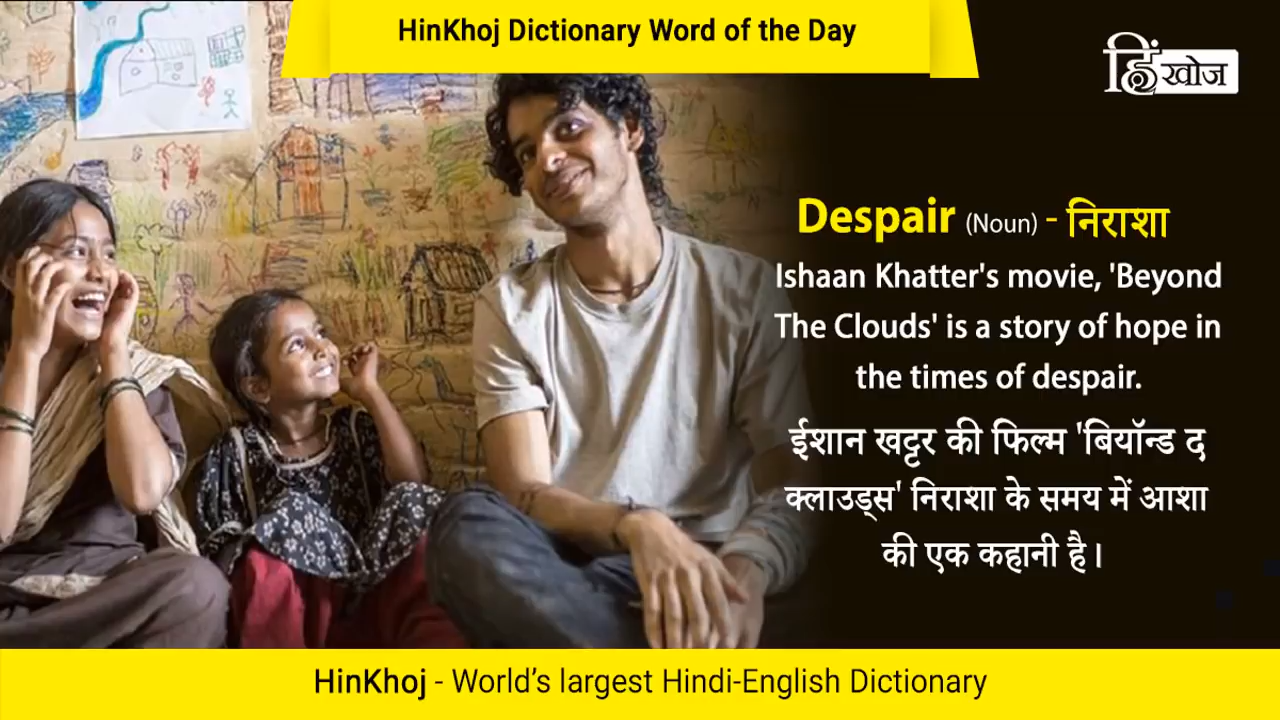 HinKhoj Dictionary Word of the Day
हिंखोज
Despair (Noun) - निराशा
Ishaan Khatter's movie, 'Beyond
The Clouds' is a story of hope in
the times of despair.
ईशान खट्टर की फिल्म 'बियॉन्ड द
क्लाउड्स' निराशा के समय में आशा
की एक कहानी है।
HinKhoj - World’s largest Hindi-English Dictionary